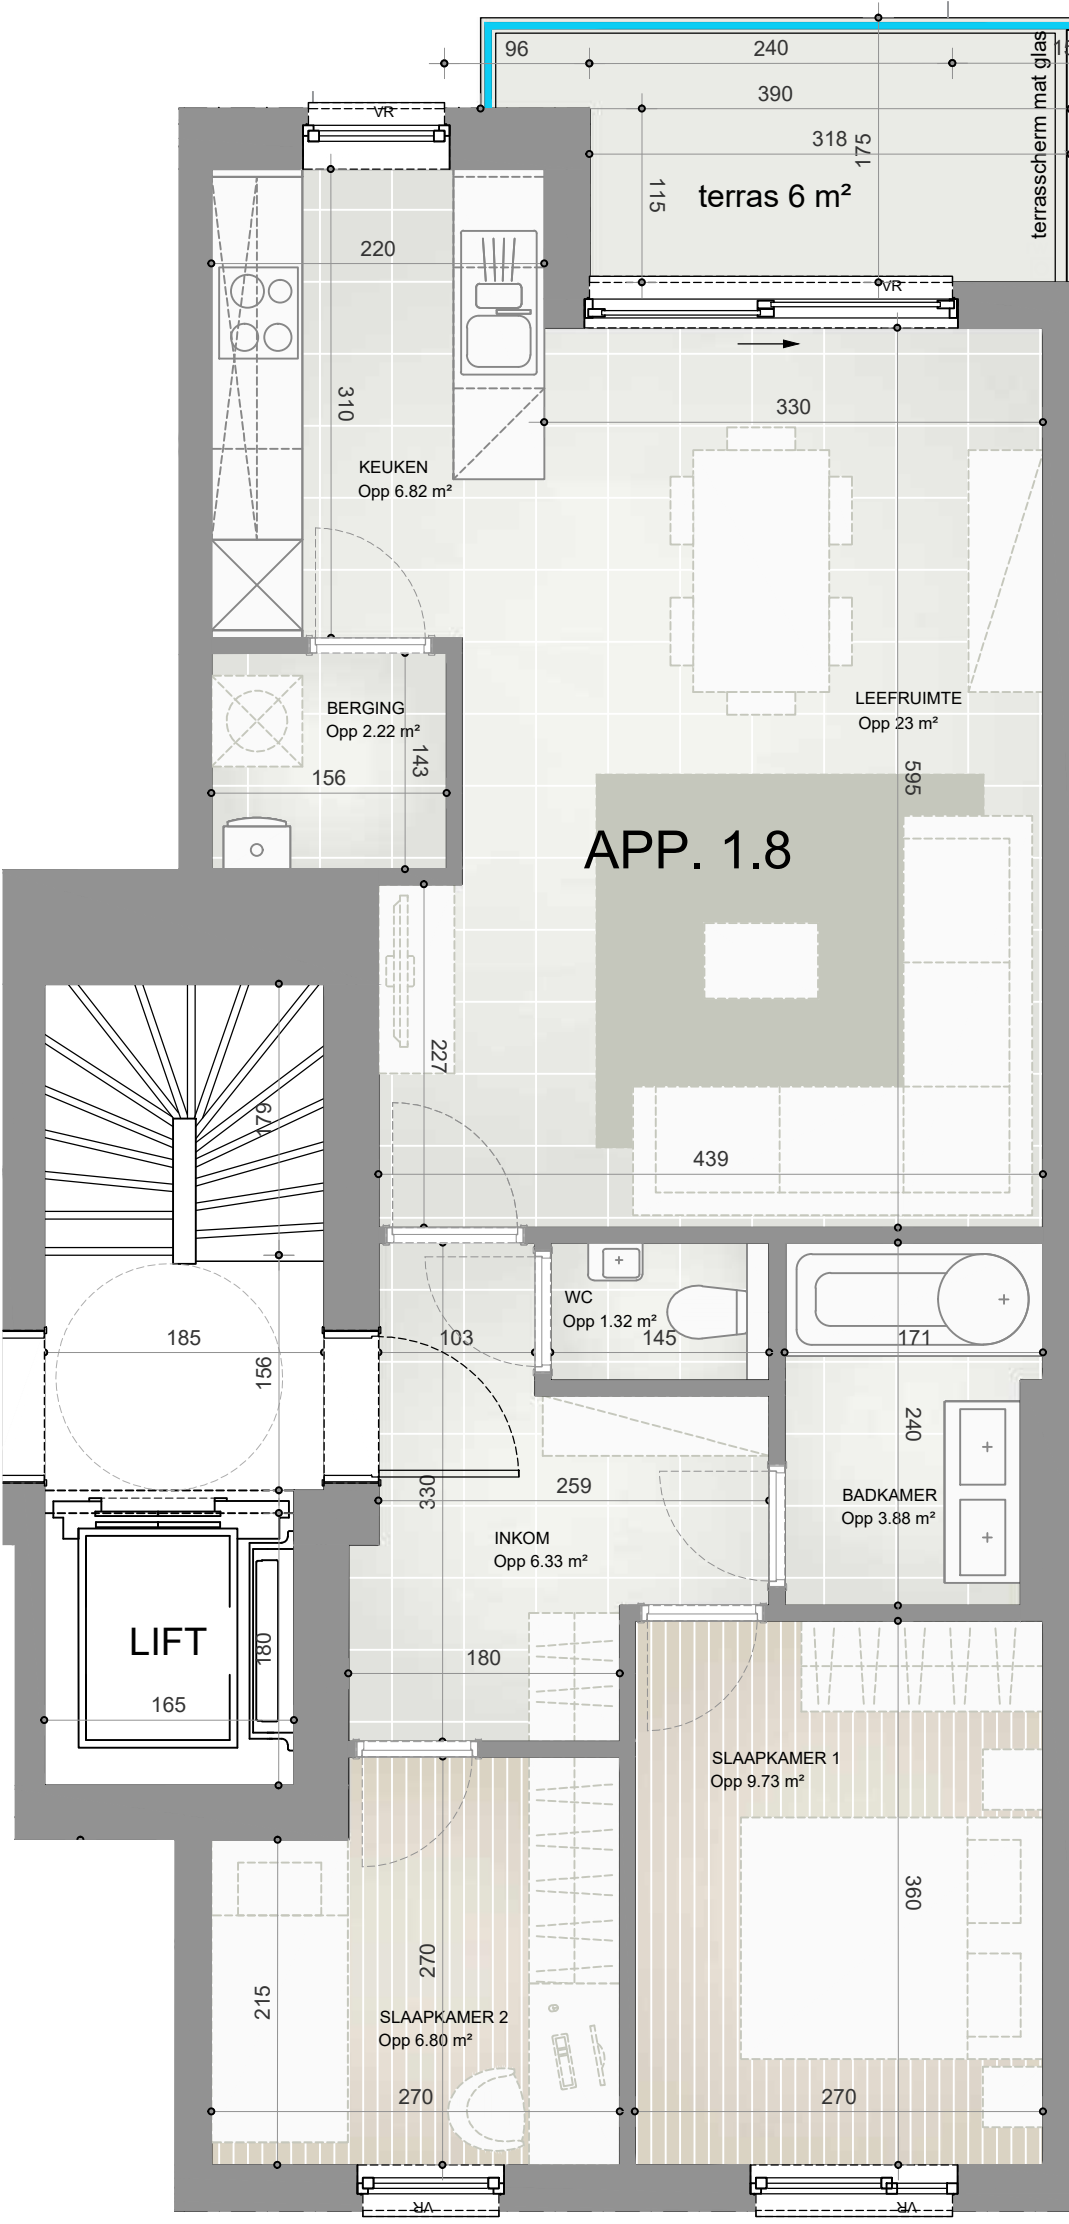 96
240
15
390
318
175
115
terras 6 m²
terrasscherm mat glas
VR
VR
220
310
330
KEUKEN
Opp 6.82 m²
LEEFRUIMTE
Opp 23 m²
BERGING
Opp 2.22 m²
143
156
595
APP. 1.8
227
179
439
WC
Opp 1.32 m²
185
103
145
171
156
240
330
259
BADKAMER
Opp 3.88 m²
INKOM
Opp 6.33 m²
LIFT
180
180
165
SLAAPKAMER 1
Opp 9.73 m²
360
270
215
SLAAPKAMER 2
Opp 6.80 m²
270
270
VR
VR